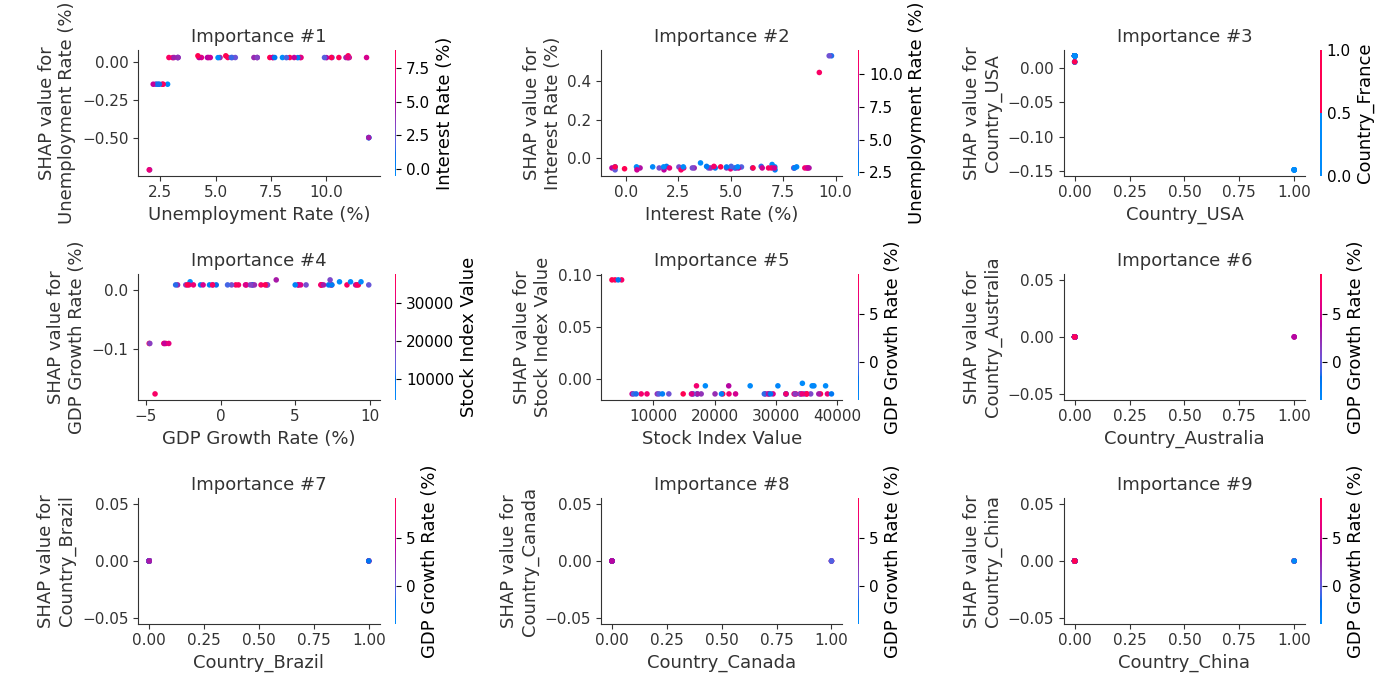 Importance #1
SHAP value for
Unemployment Rate (%)
0.00
−0.25
−0.50
2.5
5.0
7.5
10.0
Unemployment Rate (%)
7.5
5.0
2.5
0.0
Interest Rate (%)
Importance #2
SHAP value for
Interest Rate (%)
0.4
0.2
0.0
0.0
2.5
5.0
7.5
10.0
Interest Rate (%)
10.0
7.5
5.0
2.5
Unemployment Rate (%)
Importance #3
SHAP value for
Country_USA
0.00
−0.05
−0.10
−0.15
0.00
0.25
0.50
0.75
1.00
Country_USA
1.0
0.5
0.0
Country_France
Importance #4
SHAP value for
GDP Growth Rate (%)
0.0
−0.1
−5
0
5
10
GDP Growth Rate (%)
30000
20000
10000
Stock Index Value
Importance #5
SHAP value for
Stock Index Value
0.10
0.05
0.00
10000
20000
30000
40000
Stock Index Value
5
0
GDP Growth Rate (%)
Importance #6
SHAP value for
Country_Australia
0.05
0.00
−0.05
0.00
0.25
0.50
0.75
1.00
Country_Australia
5
0
GDP Growth Rate (%)
Importance #7
SHAP value for
Country_Brazil
0.05
0.00
−0.05
0.00
0.25
0.50
0.75
1.00
Country_Brazil
5
0
GDP Growth Rate (%)
Importance #8
SHAP value for
Country_Canada
0.05
0.00
−0.05
0.00
0.25
0.50
0.75
1.00
Country_Canada
5
0
GDP Growth Rate (%)
Importance #9
SHAP value for
Country_China
0.05
0.00
−0.05
0.00
0.25
0.50
0.75
1.00
Country_China
5
0
GDP Growth Rate (%)